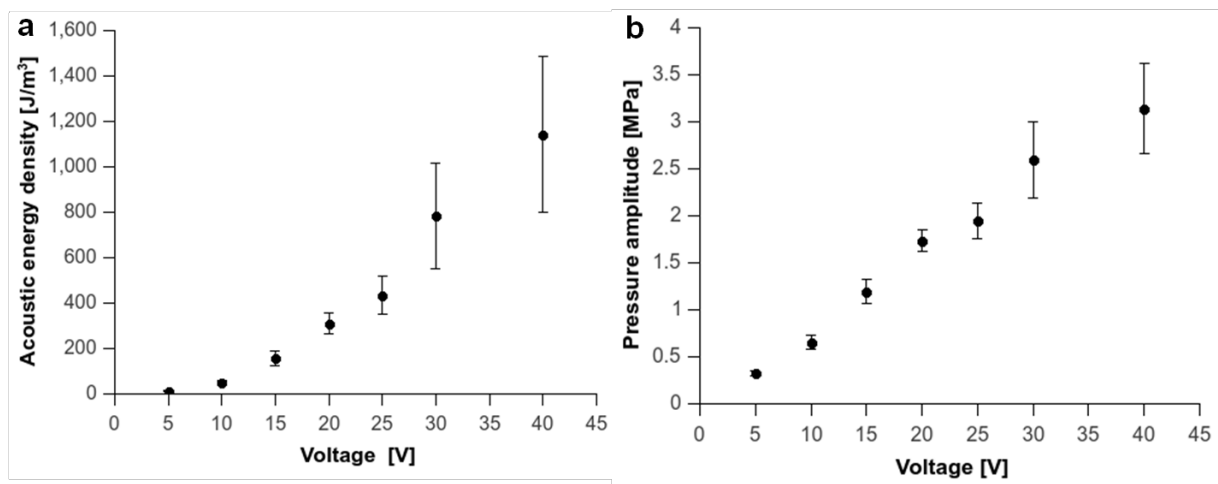 a
1,600
1,400
1,200
1,000
800
600
400
200
0
Acoustic energy density [J/m³]
0 5 10 15 20 25 30 35 40 45
Voltage [V]
b
4
3.5
3
2.5
2
1.5
1
0.5
0
Pressure amplitude [MPa]
0 5 10 15 20 25 30 35 40 45
Voltage [V]